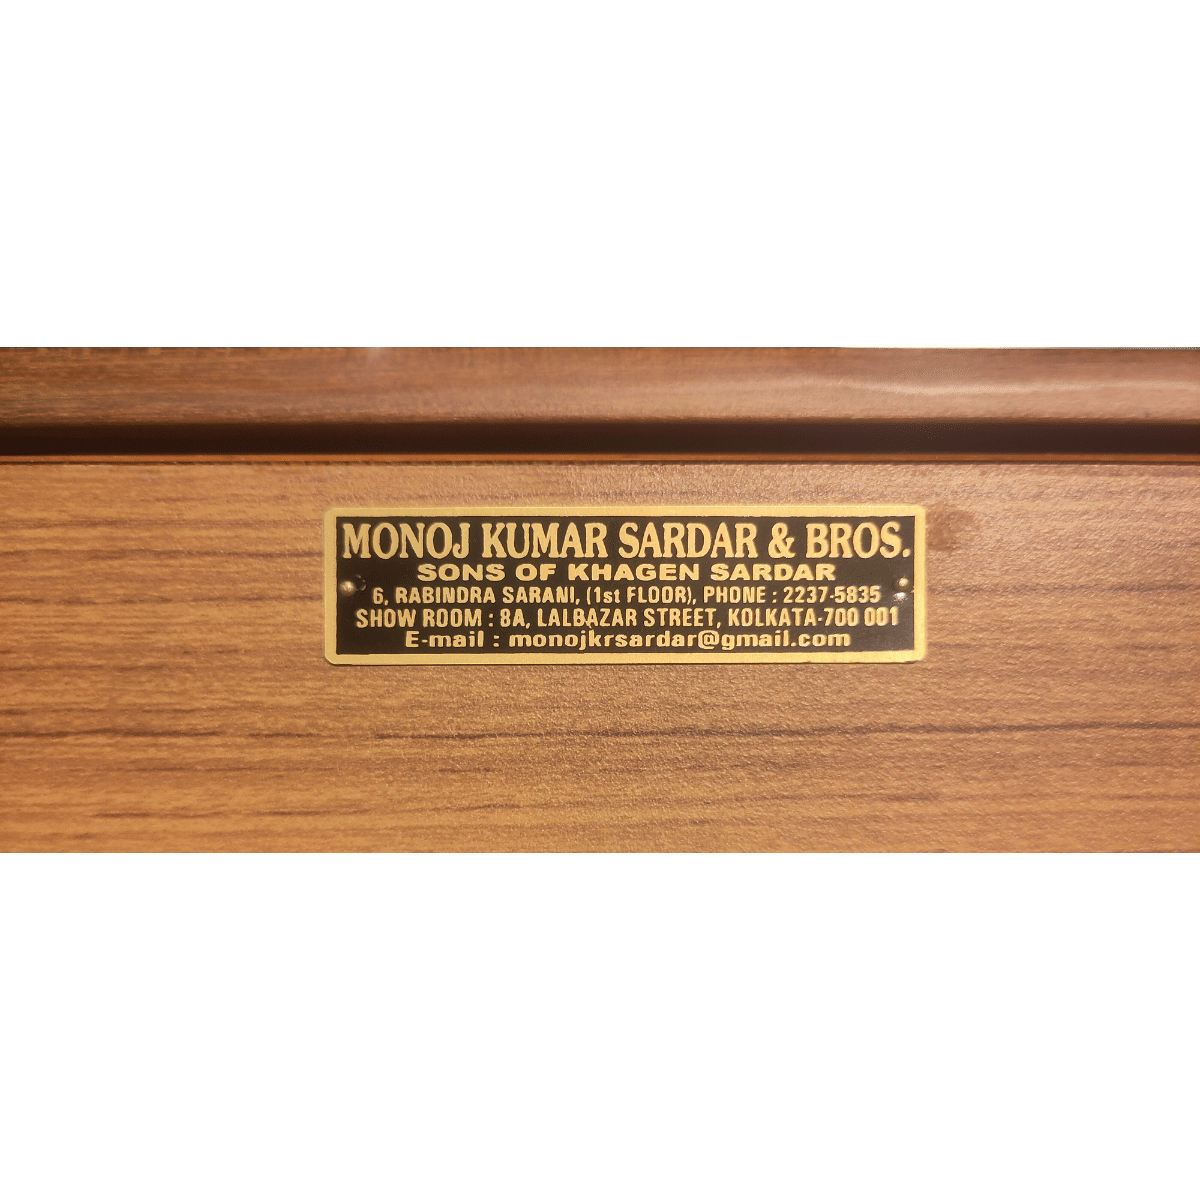 MONOJ KUMAR SARDAR & BROS.
SONS OF KHAGEN SARDAR
6, RABINDRA SARANI, (1st FLOOR), PHONE : 2237-5835
SHOW ROOM : 8A, LALBAZAR STREET, KOLKATA-700 001
E-mail : monojkrsardar@gmail.com